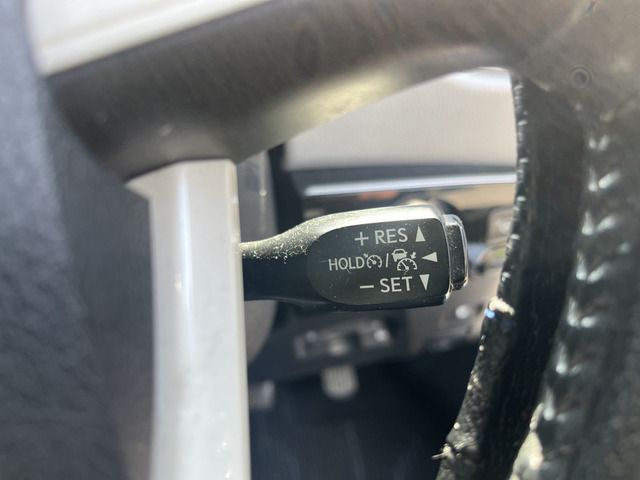 + RES ▲
HOLD / ◀
− SET ▼